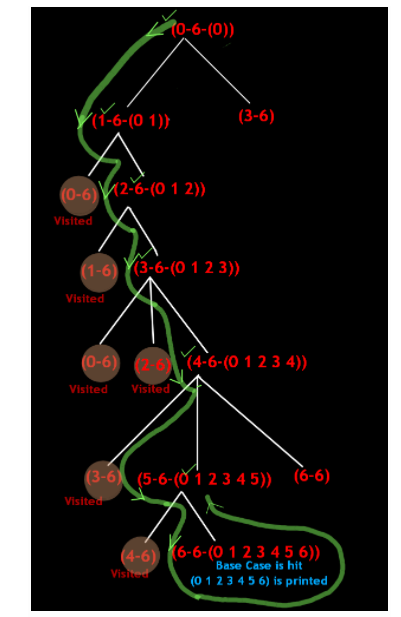 (0-6-(0))
(1-6-(0 1)) (3-6)
(0-6) (2-6-(0 1 2))
Visited
(1-6) (3-6-(0 1 2 3))
Visited
(0-6) (2-6) (4-6-(0 1 2 3 4))
Visited Visited
(3-6) (5-6-(0 1 2 3 4 5)) (6-6)
Visited
(4-6) (6-6-(0 1 2 3 4 5 6))
Visited Base Case is hit
(0 1 2 3 4 5 6) is printed